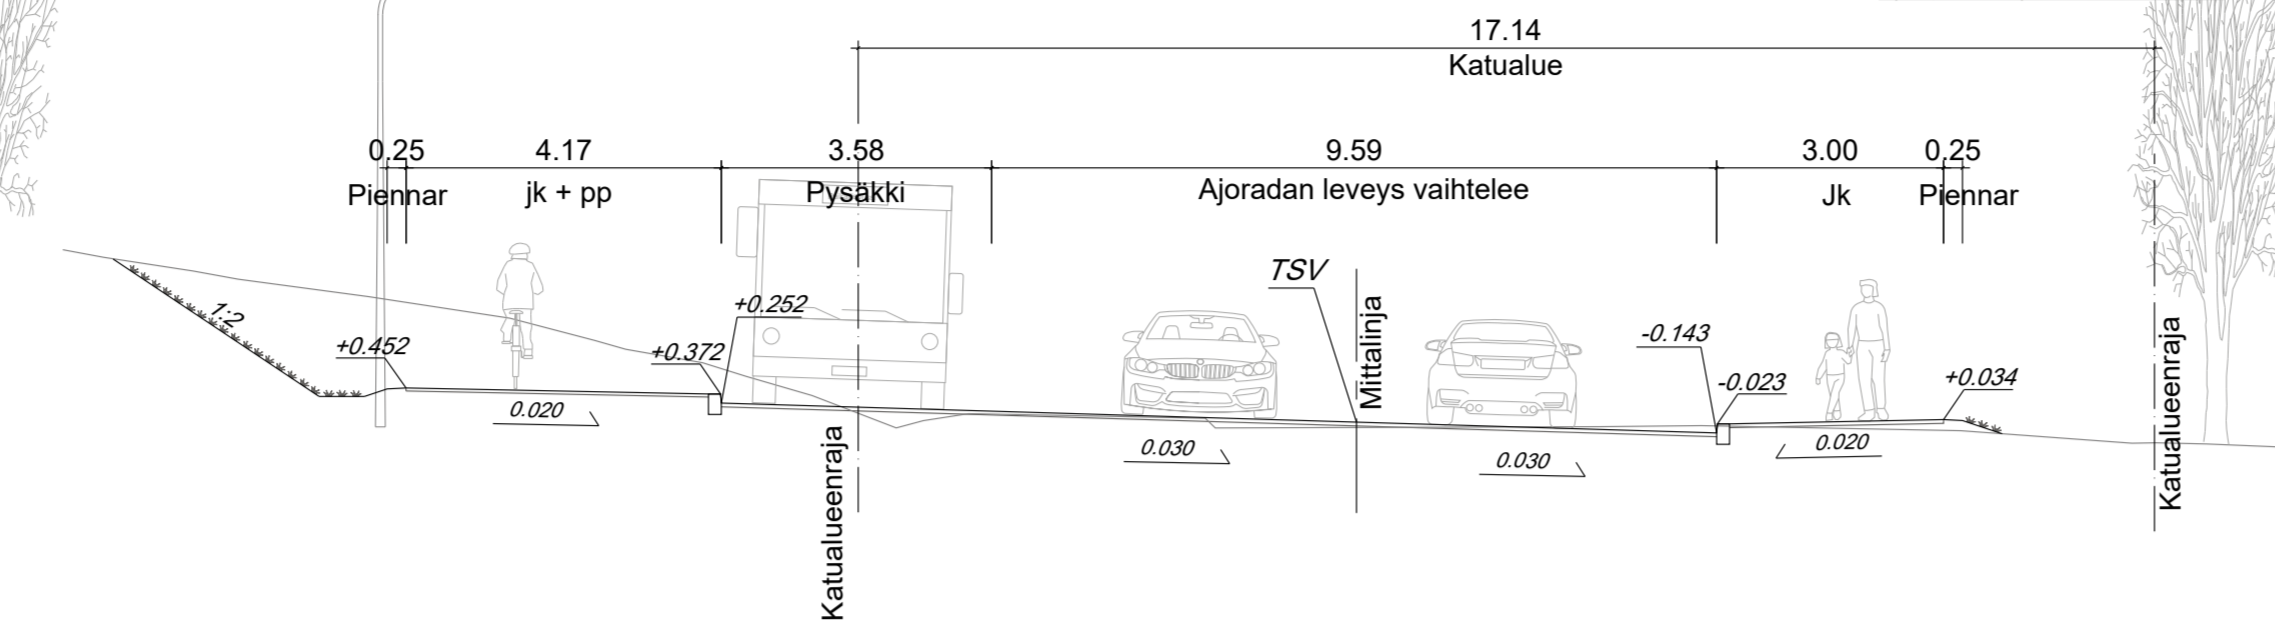 17.14
Katualue
0.25
4.17
3.58
9.59
3.00
0.25
Piennar
jk + pp
Pysäkki
Ajoradan leveys vaihtelee
Jk
Piennar
TSV
Mittalinja
1:2
+0.452
+0.372
+0.252
-0.143
-0.023
+0.034
0.020
0.030
0.030
0.020
Katualueenraja
Katualueenraja